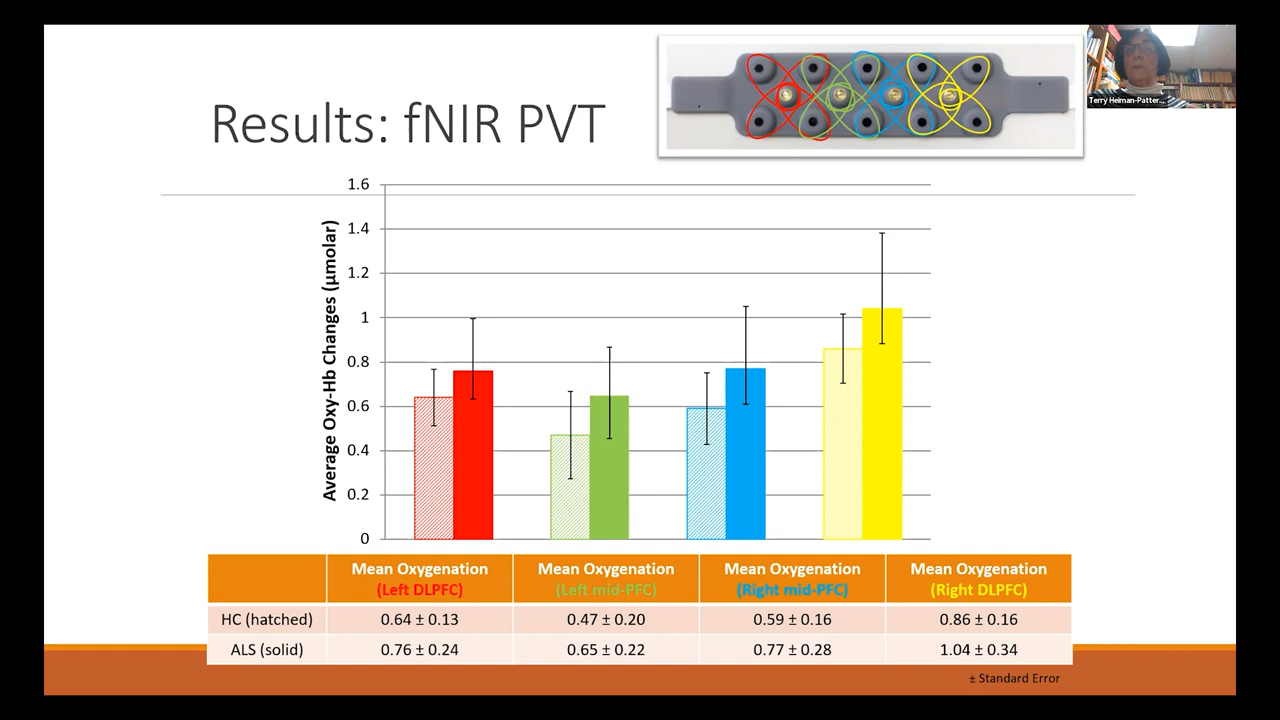 Results: fNIR PVT
Terry Heiman-Patter...
Average Oxy-Hb Changes (µmolar)
1.6
1.4
1.2
1
0.8
0.6
0.4
0.2
0
Mean Oxygenation (Left DLPFC) Mean Oxygenation (Left mid-PFC) Mean Oxygenation (Right mid-PFC) Mean Oxygenation (Right DLPFC)
HC (hatched) 0.64 ± 0.13 0.47 ± 0.20 0.59 ± 0.16 0.86 ± 0.16
ALS (solid) 0.76 ± 0.24 0.65 ± 0.22 0.77 ± 0.28 1.04 ± 0.34
± Standard Error